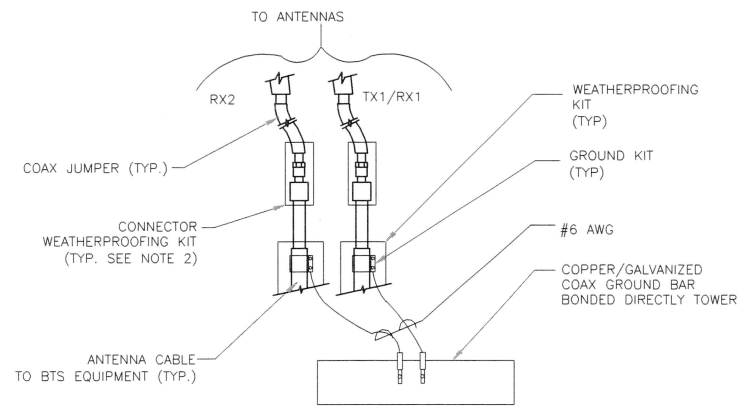 TO ANTENNAS
RX2
TX1/RX1
WEATHERPROOFING
KIT
(TYP)
COAX JUMPER (TYP.)
GROUND KIT
(TYP)
CONNECTOR
WEATHERPROOFING KIT
(TYP. SEE NOTE 2)
#6 AWG
COPPER/GALVANIZED
COAX GROUND BAR
BONDED DIRECTLY TOWER
ANTENNA CABLE
TO BTS EQUIPMENT (TYP.)